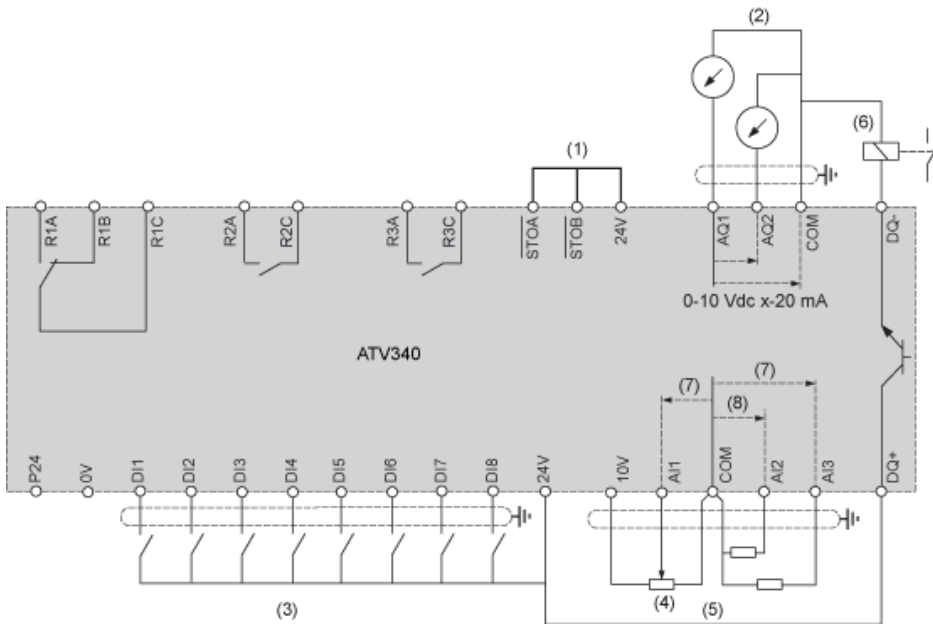 (2)
(6)
(1)
R1A R1B R1C R2A R2C R3A R3C STOA STOB 24V AQ1 AQ2 COM DQ-
0-10 Vdc x-20 mA
ATV340
(7)
(7)
(8)
P24 0V DI1 DI2 DI3 DI4 DI5 DI6 DI7 DI8 24V 10V AI1 COM AI2 AI3 DQ+
(3) (4) (5)